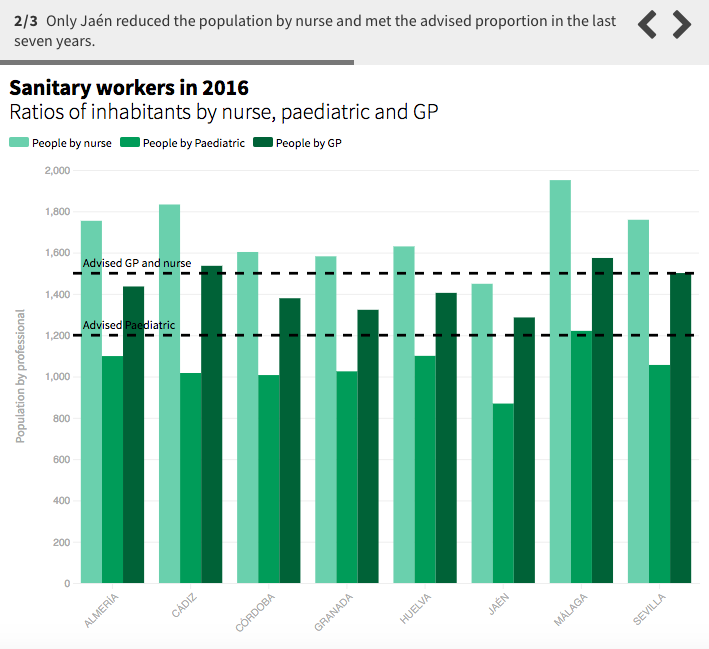 2/3 Only Jaén reduced the population by nurse and met the advised proportion in the last
seven years.
Sanitary workers in 2016
Ratios of inhabitants by nurse, paediatric and GP
People by nurse People by Paediatric People by GP
Population by professional
2,000
1,800
1,600
1,400
1,200
1,000
800
600
400
200
0
Advised GP and nurse
Advised Paediatric
ALMERÍA
CÁDIZ
CÓRDOBA
GRANADA
HUELVA
JAÉN
MÁLAGA
SEVILLA